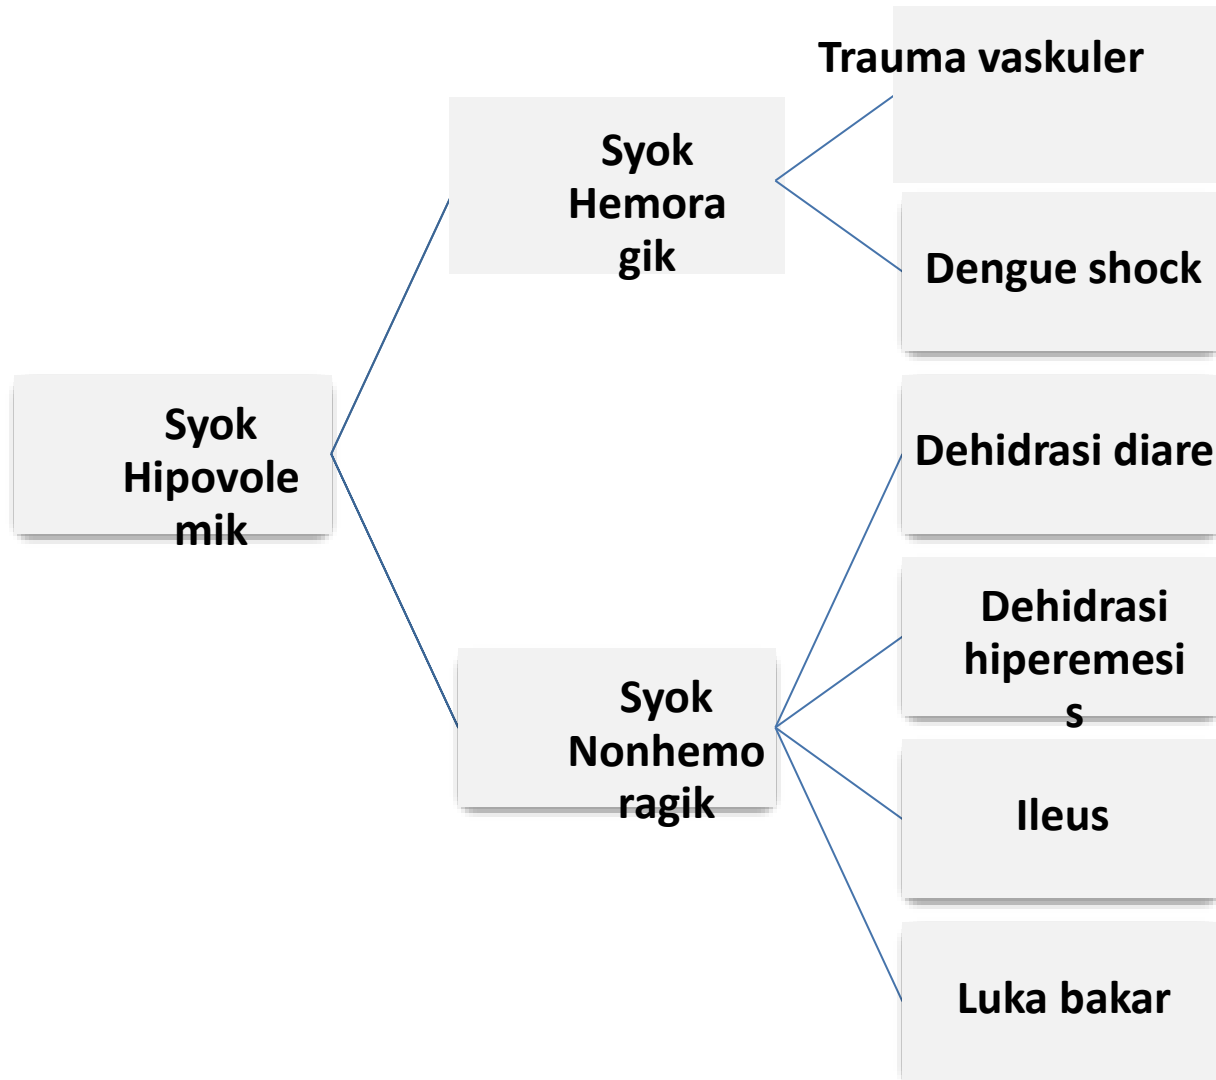 Trauma vaskuler
Syok
Hemora
gik
Dengue shock
Syok
Hipovole
mik
Dehidrasi diare
Dehidrasi
hiperemesi
s
Syok
Nonhemo
ragik
Ileus
Luka bakar